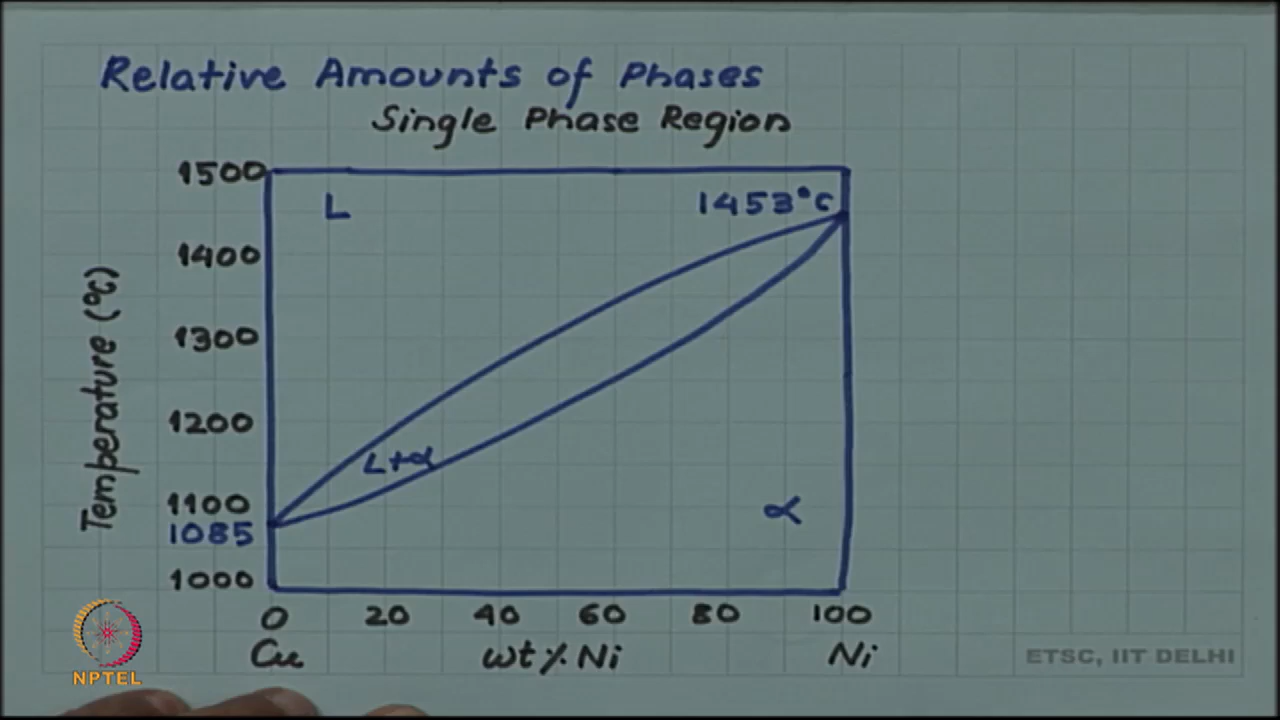 Relative Amounts of Phases
Single Phase Region
1500
L
1453°C
1400
Temperature (°C)
1300
1200
L+α
1100
α
1085
1000
0 20 40 60 80 100
Cu wt% Ni Ni
NPTEL
ETSC, IIT DELHI